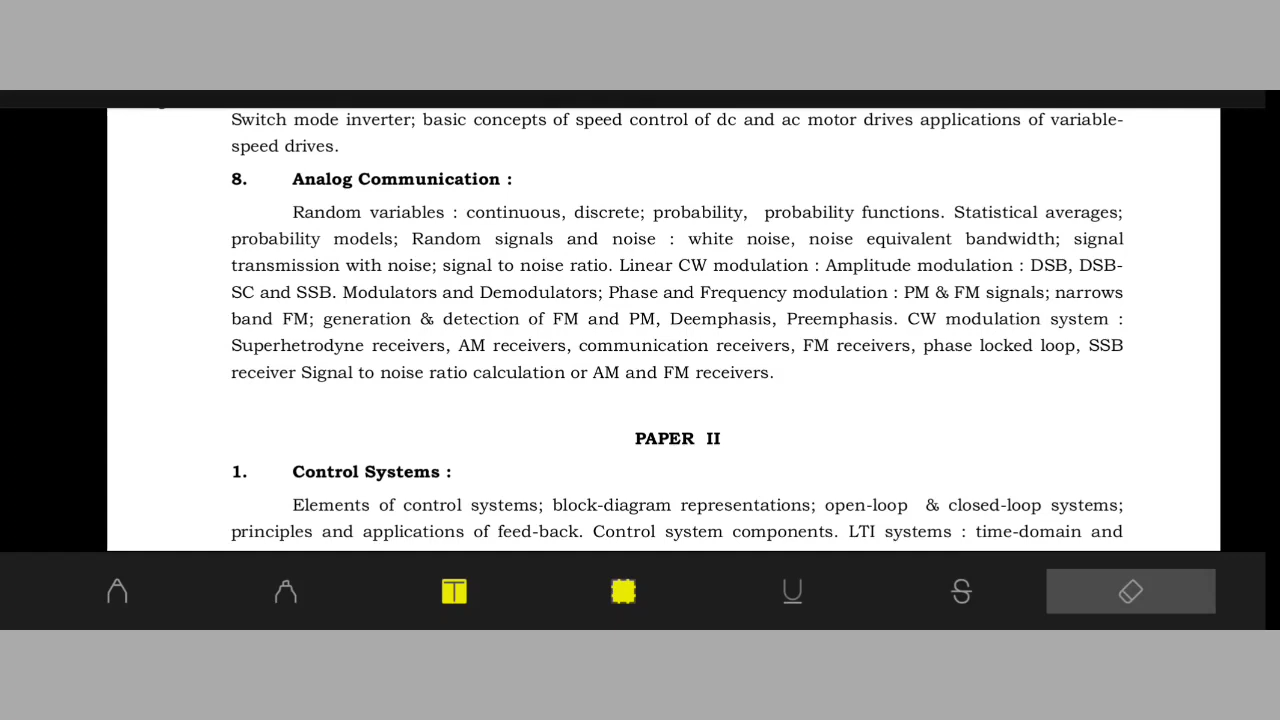 Switch mode inverter; basic concepts of speed control of dc and ac motor drives applications of variable-
speed drives.
8. Analog Communication :
Random variables : continuous, discrete; probability, probability functions. Statistical averages;
probability models; Random signals and noise : white noise, noise equivalent bandwidth; signal
transmission with noise; signal to noise ratio. Linear CW modulation : Amplitude modulation : DSB, DSB-
SC and SSB. Modulators and Demodulators; Phase and Frequency modulation : PM & FM signals; narrows
band FM; generation & detection of FM and PM, Deemphasis, Preemphasis. CW modulation system :
Superhetrodyne receivers, AM receivers, communication receivers, FM receivers, phase locked loop, SSB
receiver Signal to noise ratio calculation or AM and FM receivers.
PAPER II
1. Control Systems :
Elements of control systems; block-diagram representations; open-loop & closed-loop systems;
principles and applications of feed-back. Control system components. LTI systems : time-domain and